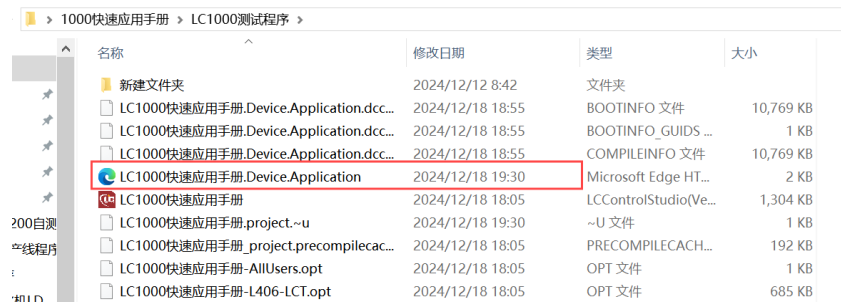 1000快速应用手册 > LC1000测试程序 >
名称 修改日期 类型 大小
新建文件夹 2024/12/12 8:42 文件夹
LC1000快速应用手册.Device.Application.dcc... 2024/12/18 18:55 BOOTINFO 文件 10,769 KB
LC1000快速应用手册.Device.Application.dcc... 2024/12/18 18:55 BOOTINFO_GUIDS ... 1 KB
LC1000快速应用手册.Device.Application.dcc... 2024/12/18 18:55 COMPILEINFO 文件 10,769 KB
LC1000快速应用手册.Device.Application 2024/12/18 19:30 Microsoft Edge HT... 2 KB
LC1000快速应用手册 2024/12/18 18:05 LCControlStudio(Ve... 1,304 KB
200自测 LC1000快速应用手册.project.~u 2024/12/18 19:30 ~U 文件 1 KB
产线程序 LC1000快速应用手册_project.precompilecac... 2024/12/18 18:05 PRECOMPILECACH... 192 KB
LC1000快速应用手册-AllUsers.opt 2024/12/18 18:05 OPT 文件 1 KB
LC1000快速应用手册-L406-LCT.opt 2024/12/18 18:05 OPT 文件 685 KB